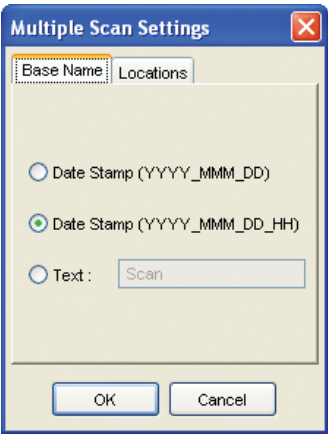 Multiple Scan Settings
Base Name Locations
Date Stamp (YYYY_MMM_DD)
Date Stamp (YYYY_MMM_DD_HH)
Text : Scan
OK Cancel